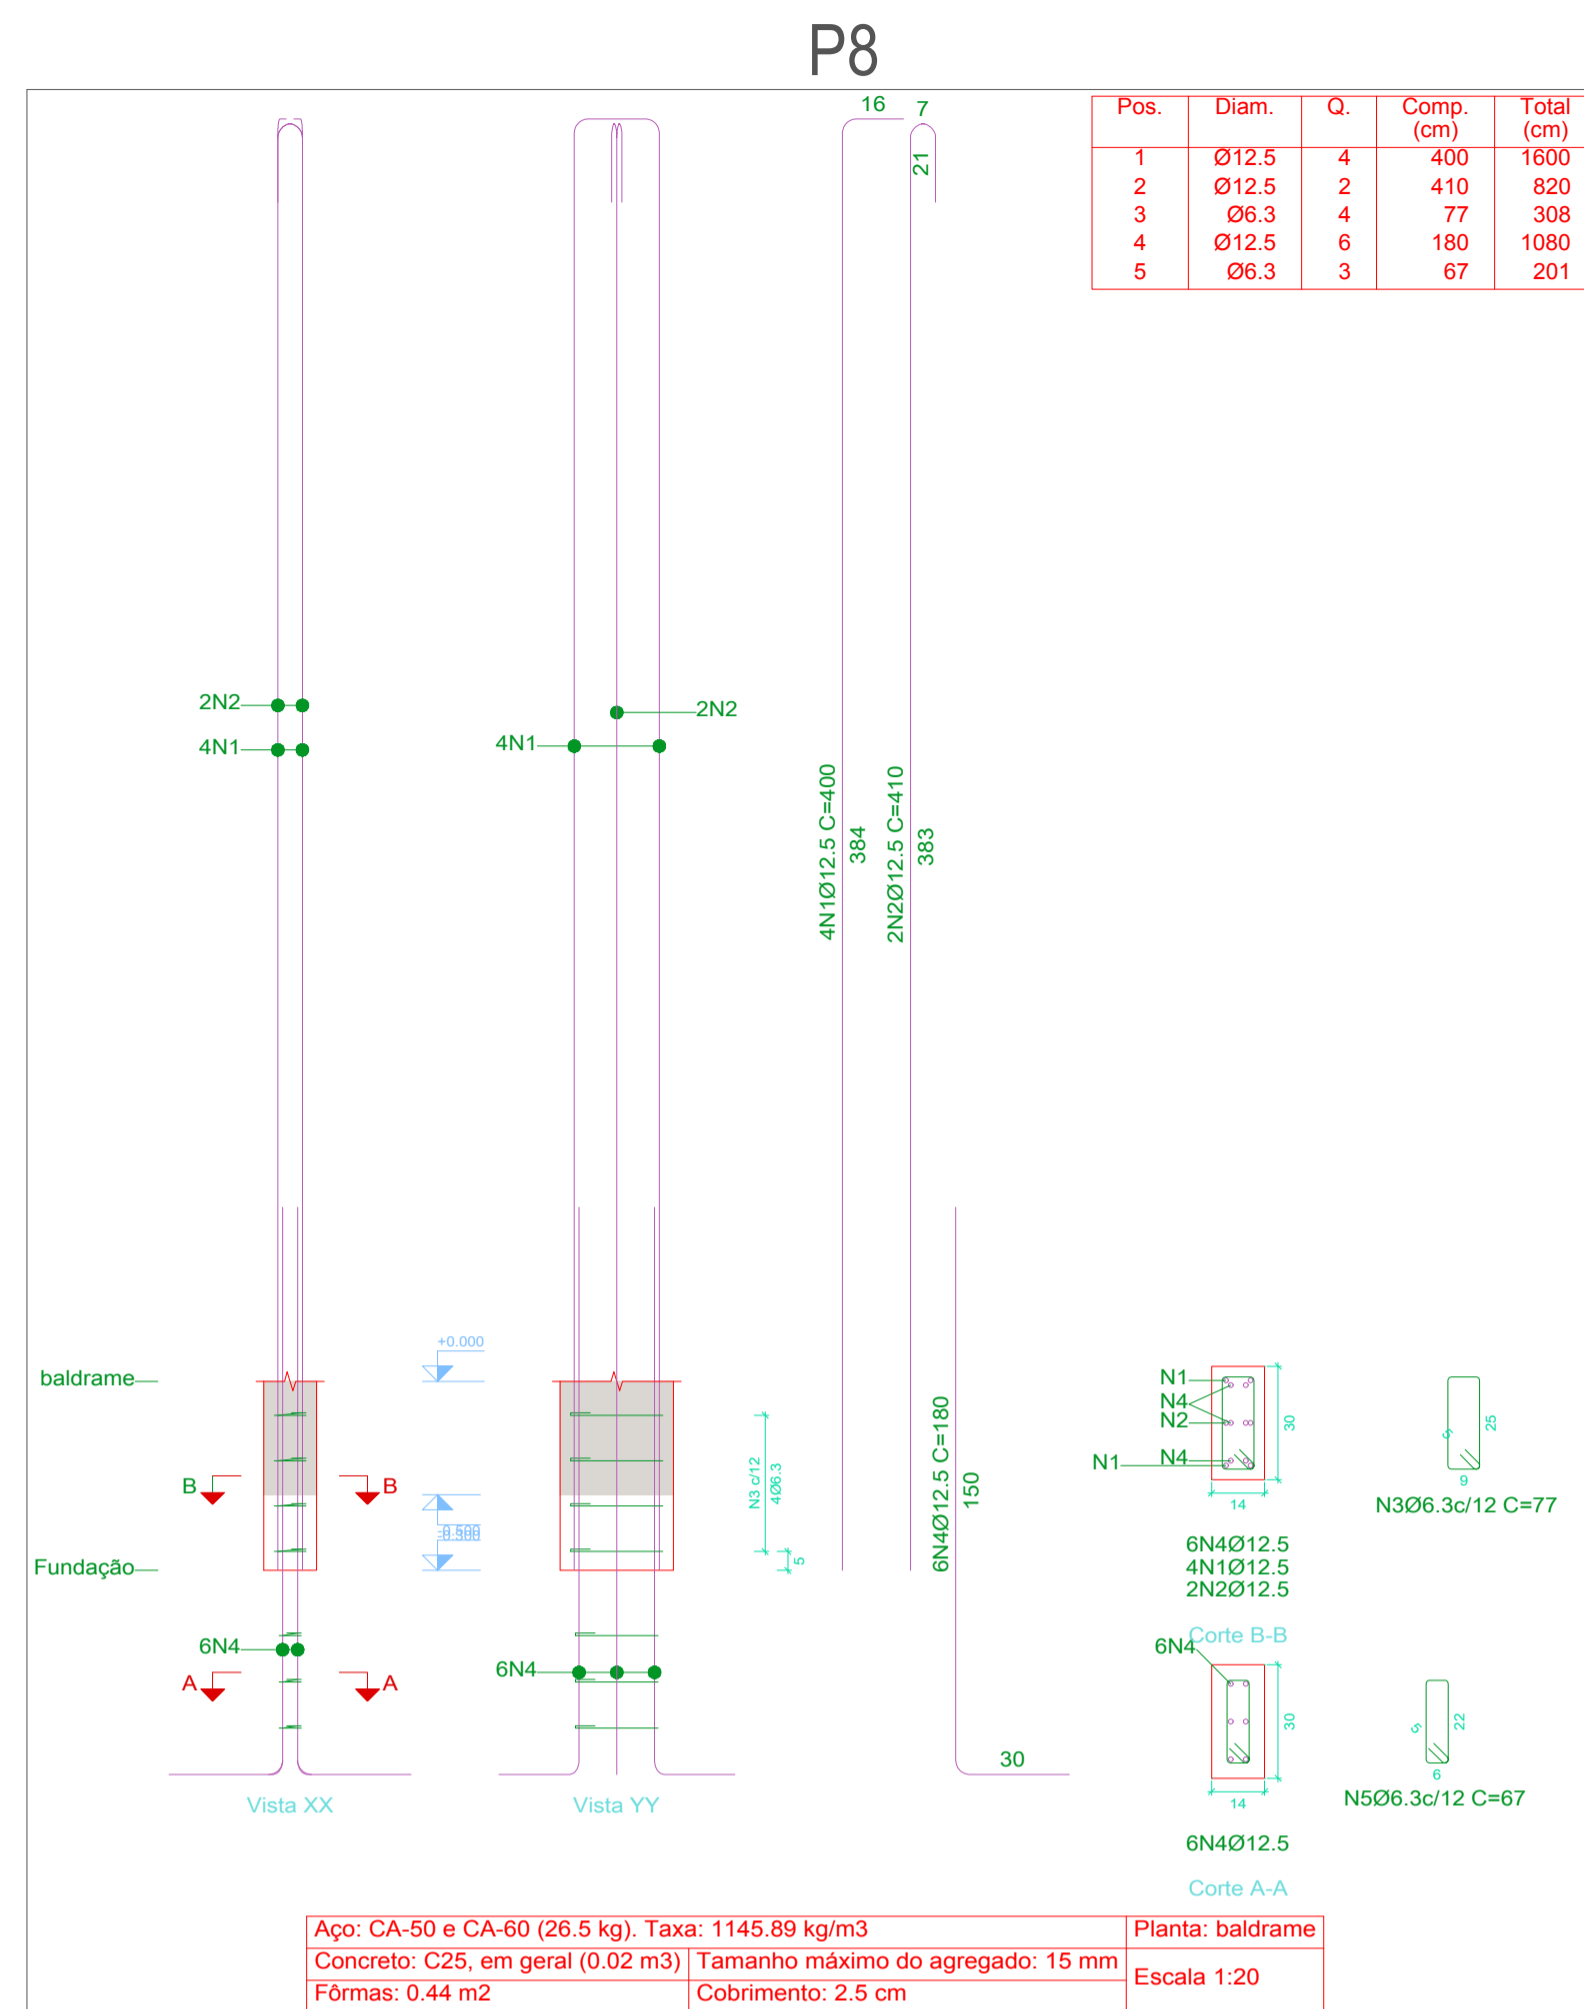 P8
Pos. Diam. Q. Comp. (cm) Total (cm)
1 Ø12.5 4 400 1600
2 Ø12.5 2 410 820
3 Ø6.3 4 77 308
4 Ø12.5 6 180 1080
5 Ø6.3 3 67 201
16
7
21
2N2
4N1
2N2
4N1
4N1Ø12.5 C=400
384
2N2Ø12.5 C=410
383
baldrame
+0.000
B B
-0.300
Fundação
N3 c/12
4Ø6.3
5
6N4
6N4
A A
6N4Ø12.5 C=180
150
30
Vista XX
Vista YY
N1
N4
N2
N4
N1
30
14
5
25
9
N3Ø6.3c/12 C=77
6N4Ø12.5
4N1Ø12.5
2N2Ø12.5
Corte B-B
6N4
30
14
5
22
6
N5Ø6.3c/12 C=67
6N4Ø12.5
Corte A-A
Aço: CA-50 e CA-60 (26.5 kg). Taxa: 1145.89 kg/m3
Planta: baldrame
Concreto: C25, em geral (0.02 m3)
Tamanho máximo do agregado: 15 mm
Escala 1:20
Fôrmas: 0.44 m2
Cobrimento: 2.5 cm